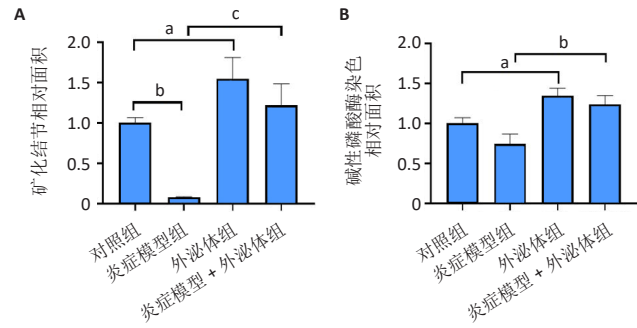 A
矿化结节相对面积
2.0
1.5
1.0
0.5
0
a
b
c
对照组
炎症模型组
外泌体组
炎症模型 + 外泌体组
B
碱性磷酸酶染色
相对面积
2.0
1.5
1.0
0.5
0
a
b
对照组
炎症模型组
外泌体组
炎症模型 + 外泌体组